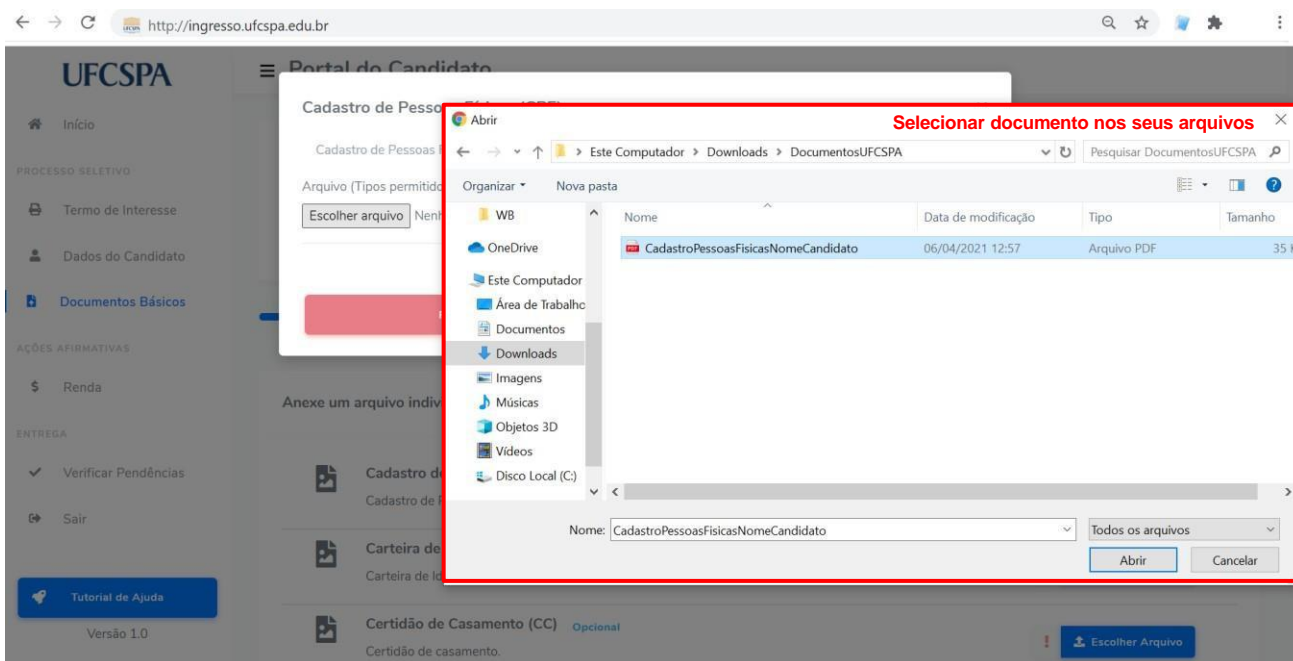 http://ingresso.ufcspa.edu.br
UFCSPA
Portal do Candidato
Início
PROCESSO SELETIVO
Termo de Interesse
Dados do Candidato
Documentos Básicos
AÇÕES AFIRMATIVAS
Renda
ENTREGA
Verificar Pendências
Sair
Tutorial de Ajuda
Versão 1.0
Cadastro de Pesso
Cadastro de Pessoas
Arquivo (Tipos permitido
Escolher arquivo Nenh
Anexe um arquivo indiv
Cadastro de
Cadastro de
Carteira de
Carteira de Id
Certidão de Casamento (CC) Opcional
Certidão de casamento.
! Escolher Arquivo
Abrir
Selecionar documento nos seus arquivos
Este Computador > Downloads > DocumentosUFCSPA
Pesquisar DocumentosUFCSPA
Organizar Nova pasta
WB
OneDrive
Este Computador
Área de Trabalho
Documentos
Downloads
Imagens
Músicas
Objetos 3D
Vídeos
Disco Local (C:)
Nome Data de modificação Tipo Tamanho
CadastroPessoasFisicasNomeCandidato 06/04/2021 12:57 Arquivo PDF 35
Nome: CadastroPessoasFisicasNomeCandidato Todos os arquivos
Abrir Cancelar